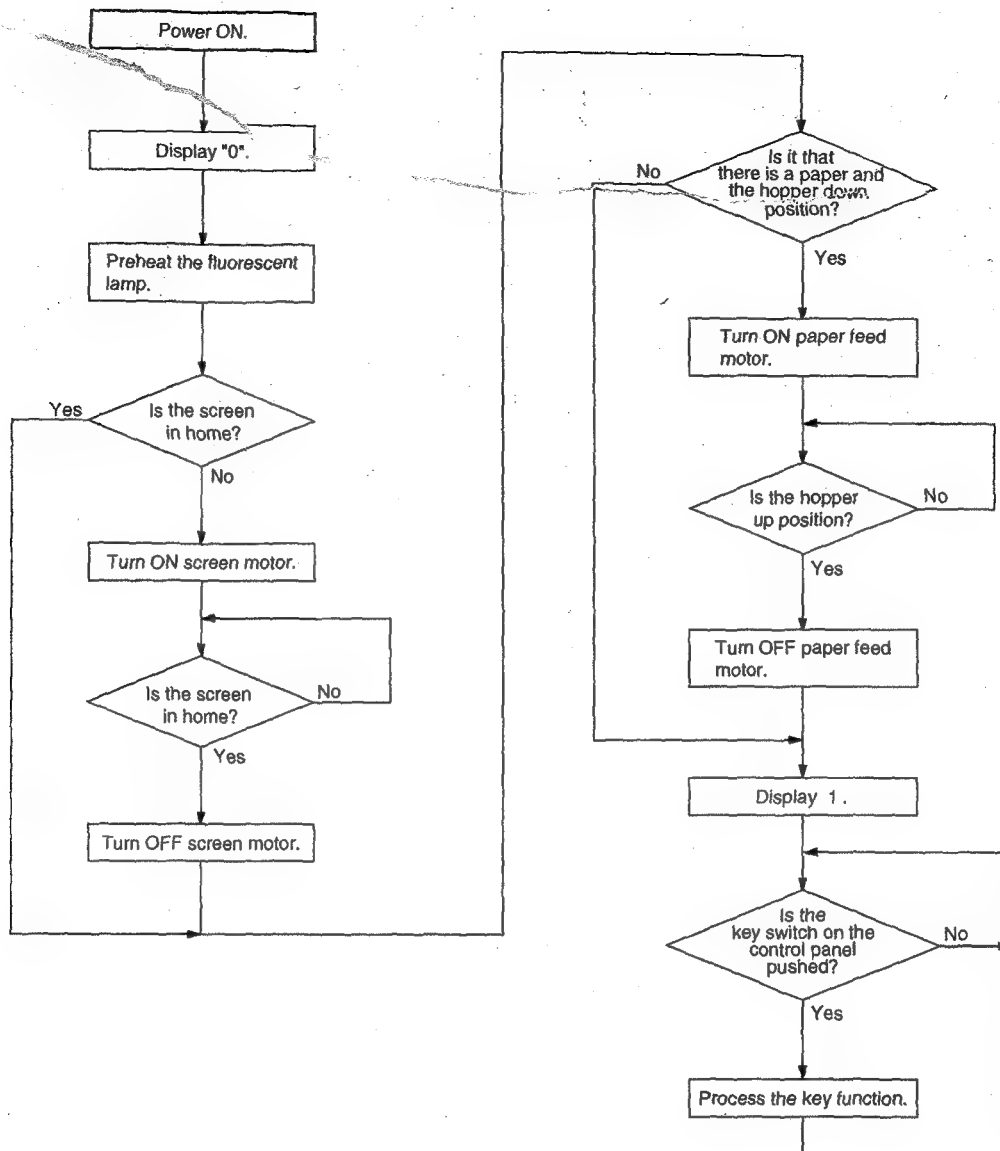 Power ON.
Display "0".
Preheat the fluorescent
lamp.
Yes
Is the screen
in home?
No
Turn ON screen motor.
Is the screen
in home?
No
Yes
Turn OFF screen motor.
Is it that
there is a paper and
the hopper down
position?
No
Yes
Turn ON paper feed
motor.
Is the hopper
up position?
No
Yes
Turn OFF paper feed
motor.
Display 1 .
Is the
key switch on the
control panel
pushed?
No
Yes
Process the key function.